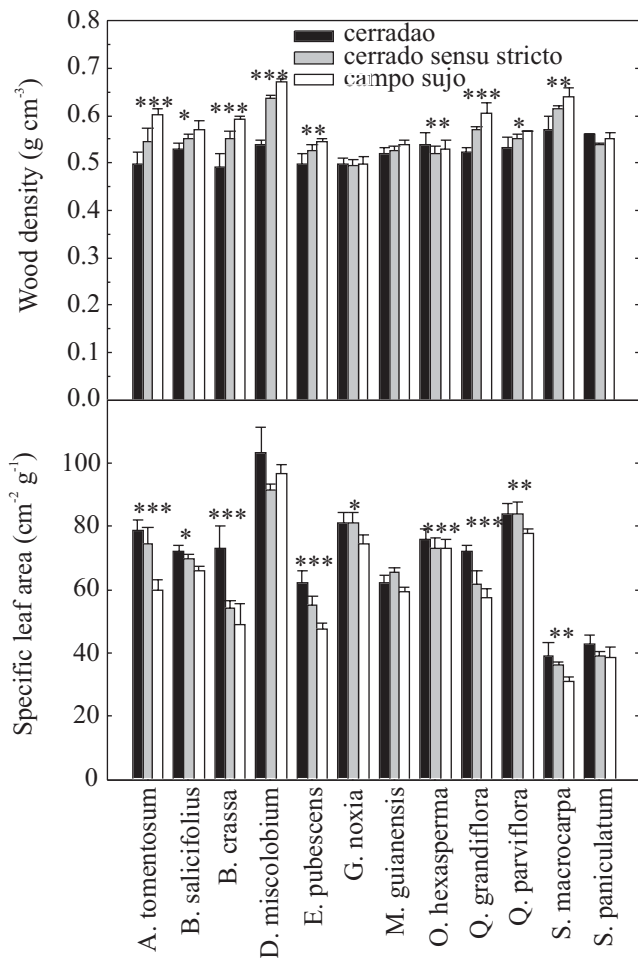 cerradao
cerrado sensu stricto
campo sujo
Wood density (g cm⁻³)
0.8
0.7
0.6
0.5
0.4
0.3
0.2
0.1
0.0
*** * *** *** ** ** *** * **
Specific leaf area (cm⁻² g⁻¹)
100
80
60
40
20
0
*** * *** *** * *** *** ** **
A. tomentosum
B. salicifolius
B. crassa
D. miscolobium
E. pubescens
G. noxia
M. guianensis
O. hexasperma
Q. grandiflora
Q. parviflora
S. macrocarpa
S. paniculatum